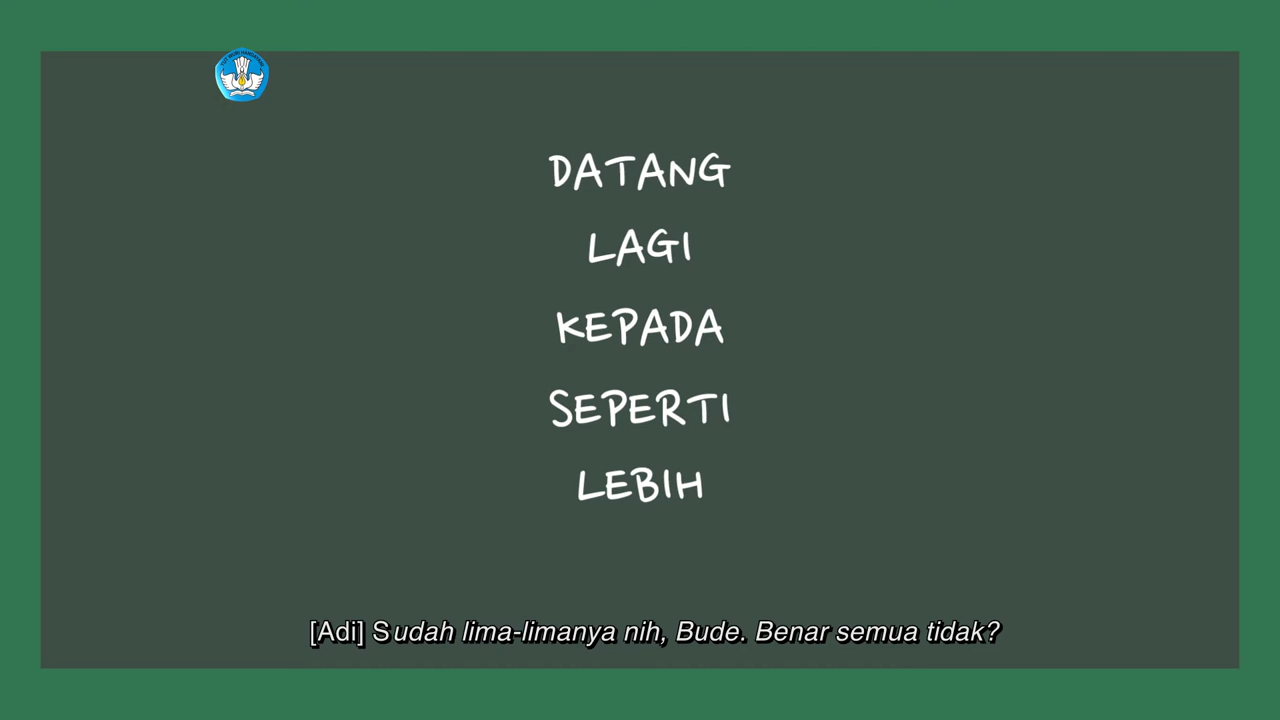 DATANG
LAGI
KEPADA
SEPERTI
LEBIH
[Adi] Sudah lima-limanya nih, Bude. Benar semua tidak?